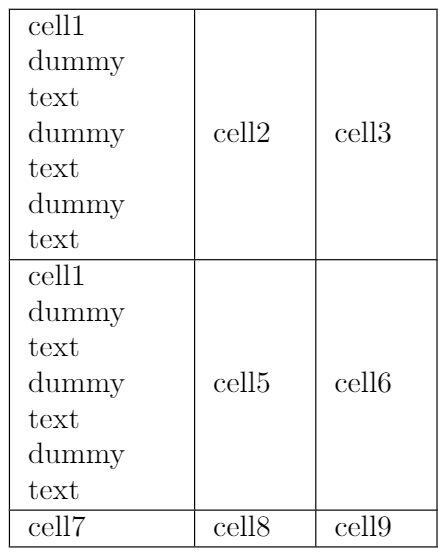 cell1
dummy
text
dummy
text
dummy
text
cell2
cell3
cell1
dummy
text
dummy
text
dummy
text
cell5
cell6
cell7
cell8
cell9